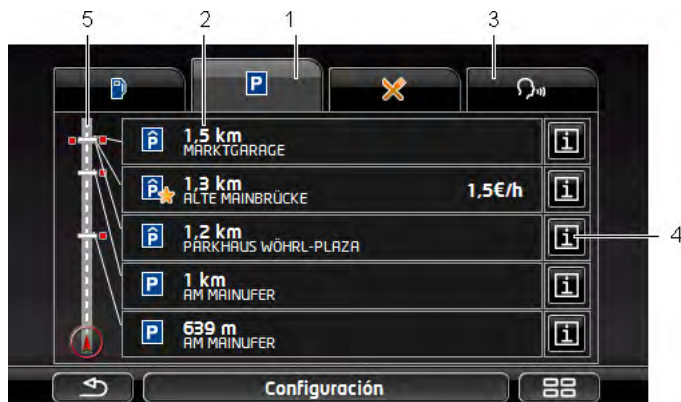 5 2 1 3
P
1,5 km
MARKTGARAGE
1,3 km
ALTE MAINBRÜCKE
1,5€/h
1,2 km
PARKHAUS WÖHRL-PLAZA
4
P 1 km
AM MAINUFER
P 639 m
AM MAINUFER
Configuración